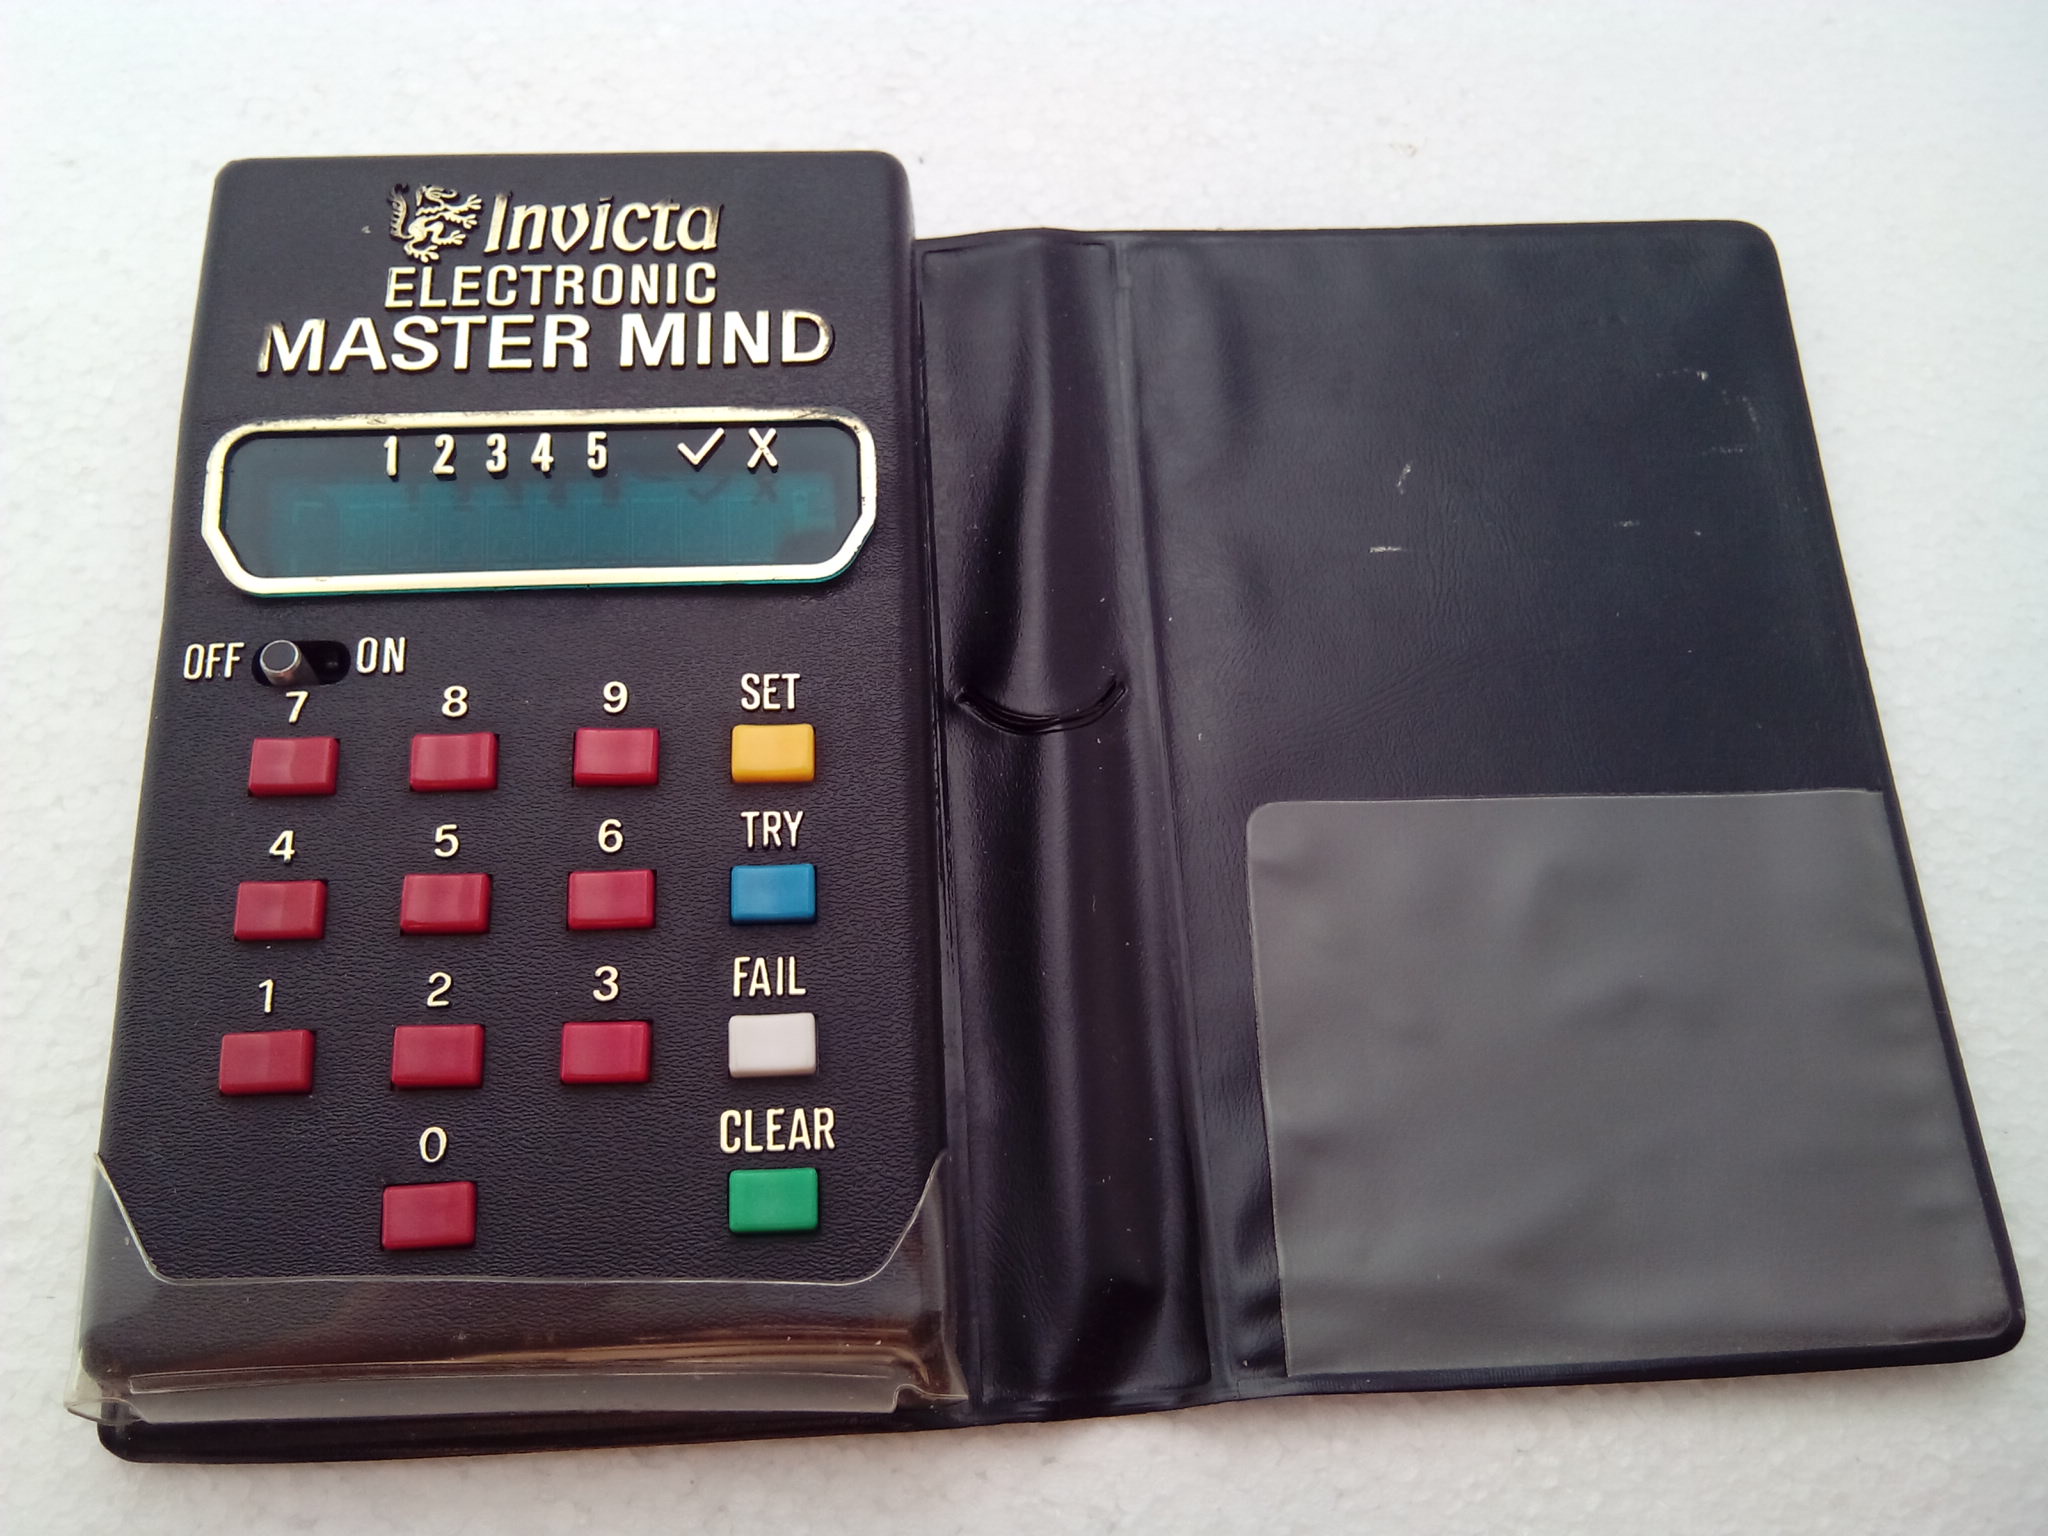 Invicta
ELECTRONIC
MASTER MIND
1 2 3 4 5 ✓ X
OFF ON
7 8 9 SET
4 5 6 TRY
1 2 3 FAIL
0 CLEAR